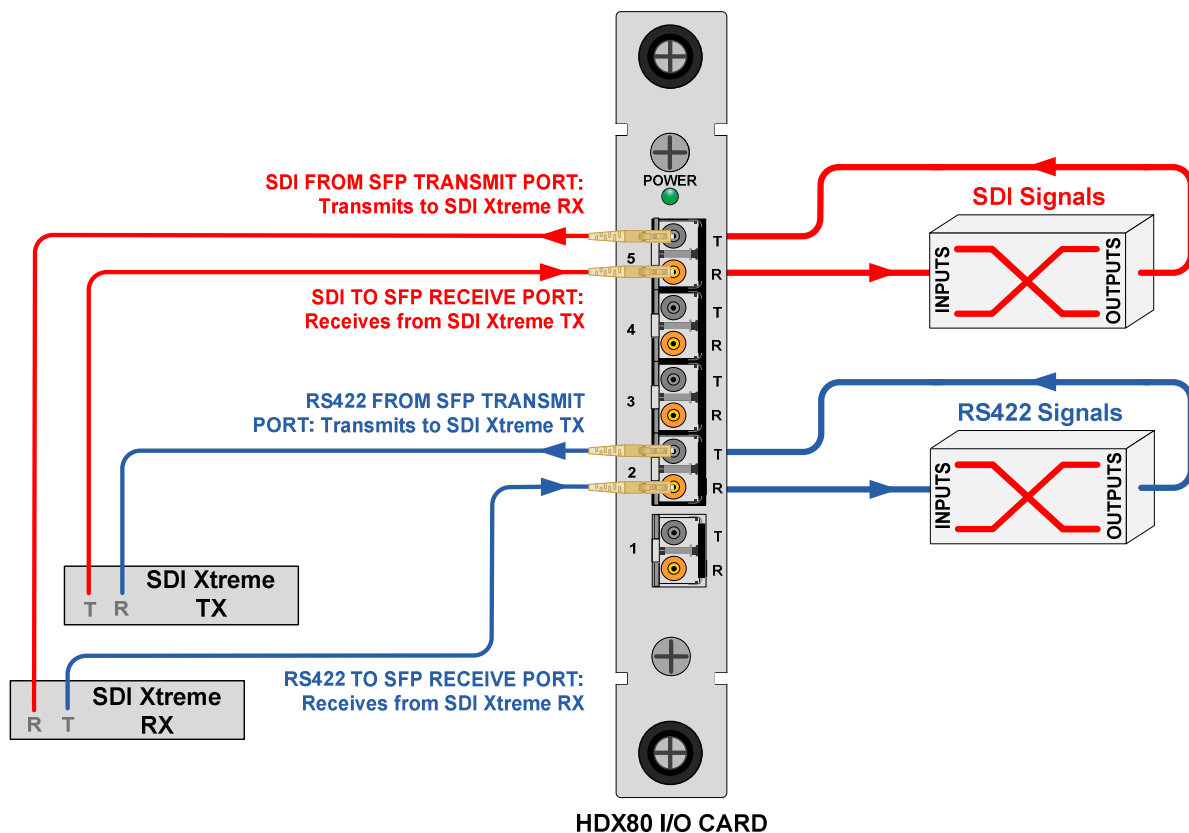 SDI FROM SFP TRANSMIT PORT:
Transmits to SDI Xtreme RX
POWER
SDI Signals
T
5
R
INPUTS
OUTPUTS
SDI TO SFP RECEIVE PORT:
Receives from SDI Xtreme TX
T
4
R
T
3
R
RS422 FROM SFP TRANSMIT
PORT: Transmits to SDI Xtreme TX
RS422 Signals
T
2
R
INPUTS
OUTPUTS
T
1
R
SDI Xtreme
TX
T R
RS422 TO SFP RECEIVE PORT:
Receives from SDI Xtreme RX
SDI Xtreme
RX
R T
HDX80 I/O CARD